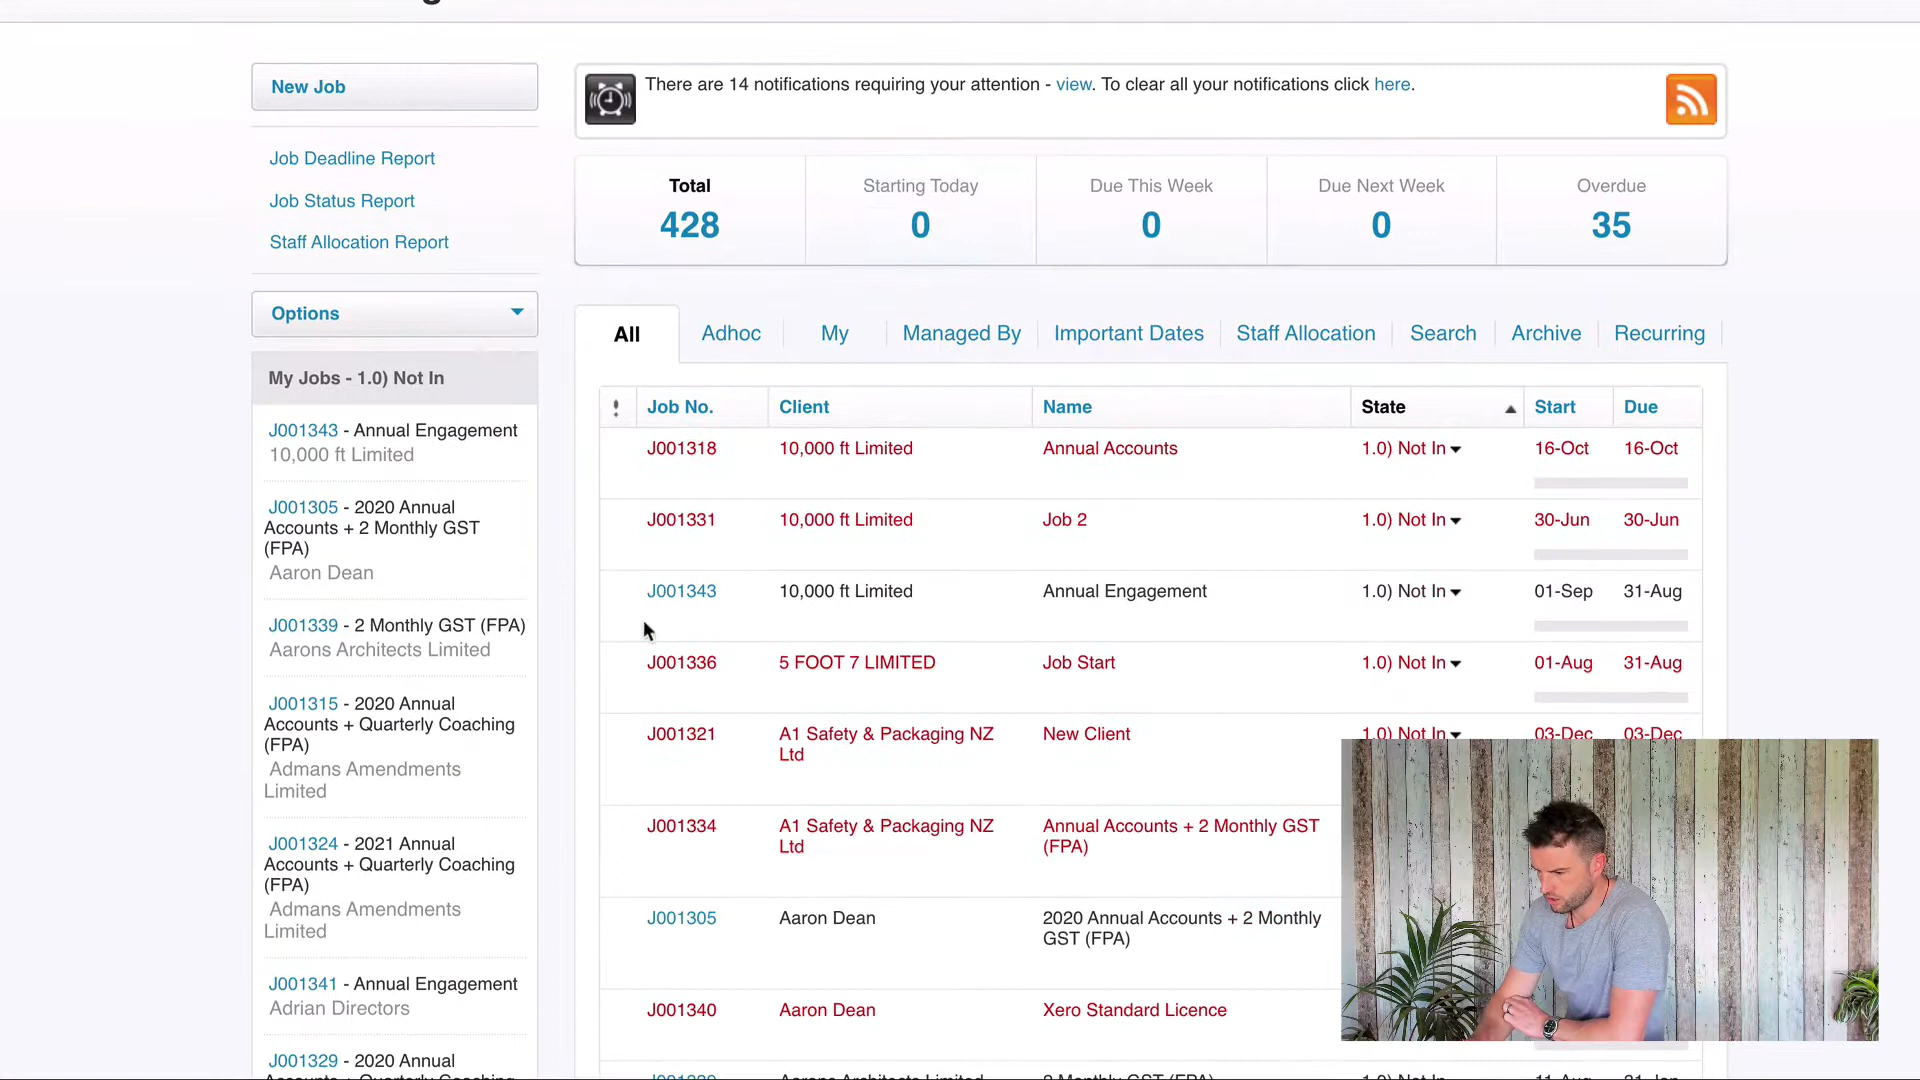 New Job
Job Deadline Report
Job Status Report
Staff Allocation Report
Options
My Jobs - 1.0) Not In
J001343 - Annual Engagement
10,000 ft Limited
J001305 - 2020 Annual
Accounts + 2 Monthly GST
(FPA)
Aaron Dean
J001339 - 2 Monthly GST (FPA)
Aarons Architects Limited
J001315 - 2020 Annual
Accounts + Quarterly Coaching
(FPA)
Admans Amendments
Limited
J001324 - 2021 Annual
Accounts + Quarterly Coaching
(FPA)
Admans Amendments
Limited
J001341 - Annual Engagement
Adrian Directors
J001329 - 2020 Annual
There are 14 notifications requiring your attention - view. To clear all your notifications click here.
Total Starting Today Due This Week Due Next Week Overdue
428 0 0 0 35
All Adhoc My Managed By Important Dates Staff Allocation Search Archive Recurring
! Job No. Client Name State Start Due
J001318 10,000 ft Limited Annual Accounts 1.0) Not In 16-Oct 16-Oct
J001331 10,000 ft Limited Job 2 1.0) Not In 30-Jun 30-Jun
J001343 10,000 ft Limited Annual Engagement 1.0) Not In 01-Sep 31-Aug
J001336 5 FOOT 7 LIMITED Job Start 1.0) Not In 01-Aug 31-Aug
J001321 A1 Safety & Packaging NZ New Client 1.0) Not In 03-Dec 03-Dec
Ltd
J001334 A1 Safety & Packaging NZ Annual Accounts + 2 Monthly GST
Ltd (FPA)
J001305 Aaron Dean 2020 Annual Accounts + 2 Monthly
GST (FPA)
J001340 Aaron Dean Xero Standard Licence